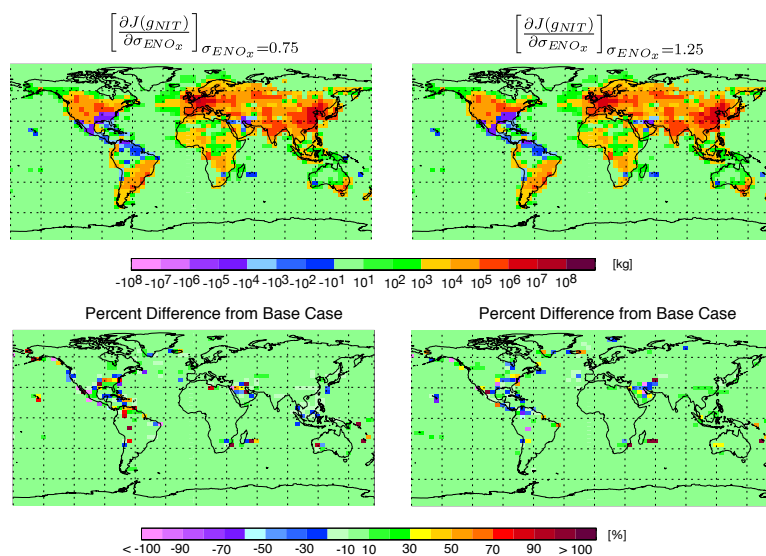 [∂J(g_NIT)/∂σ_ENOx]σ_ENOx=0.75
[∂J(g_NIT)/∂σ_ENOx]σ_ENOx=1.25
-10^8 -10^7 -10^6 -10^5 -10^4 -10^3 -10^2 -10^1 10^1 10^2 10^3 10^4 10^5 10^6 10^7 10^8 [kg]
Percent Difference from Base Case
Percent Difference from Base Case
< -100 -90 -70 -50 -30 -10 10 30 50 70 90 > 100 [%]